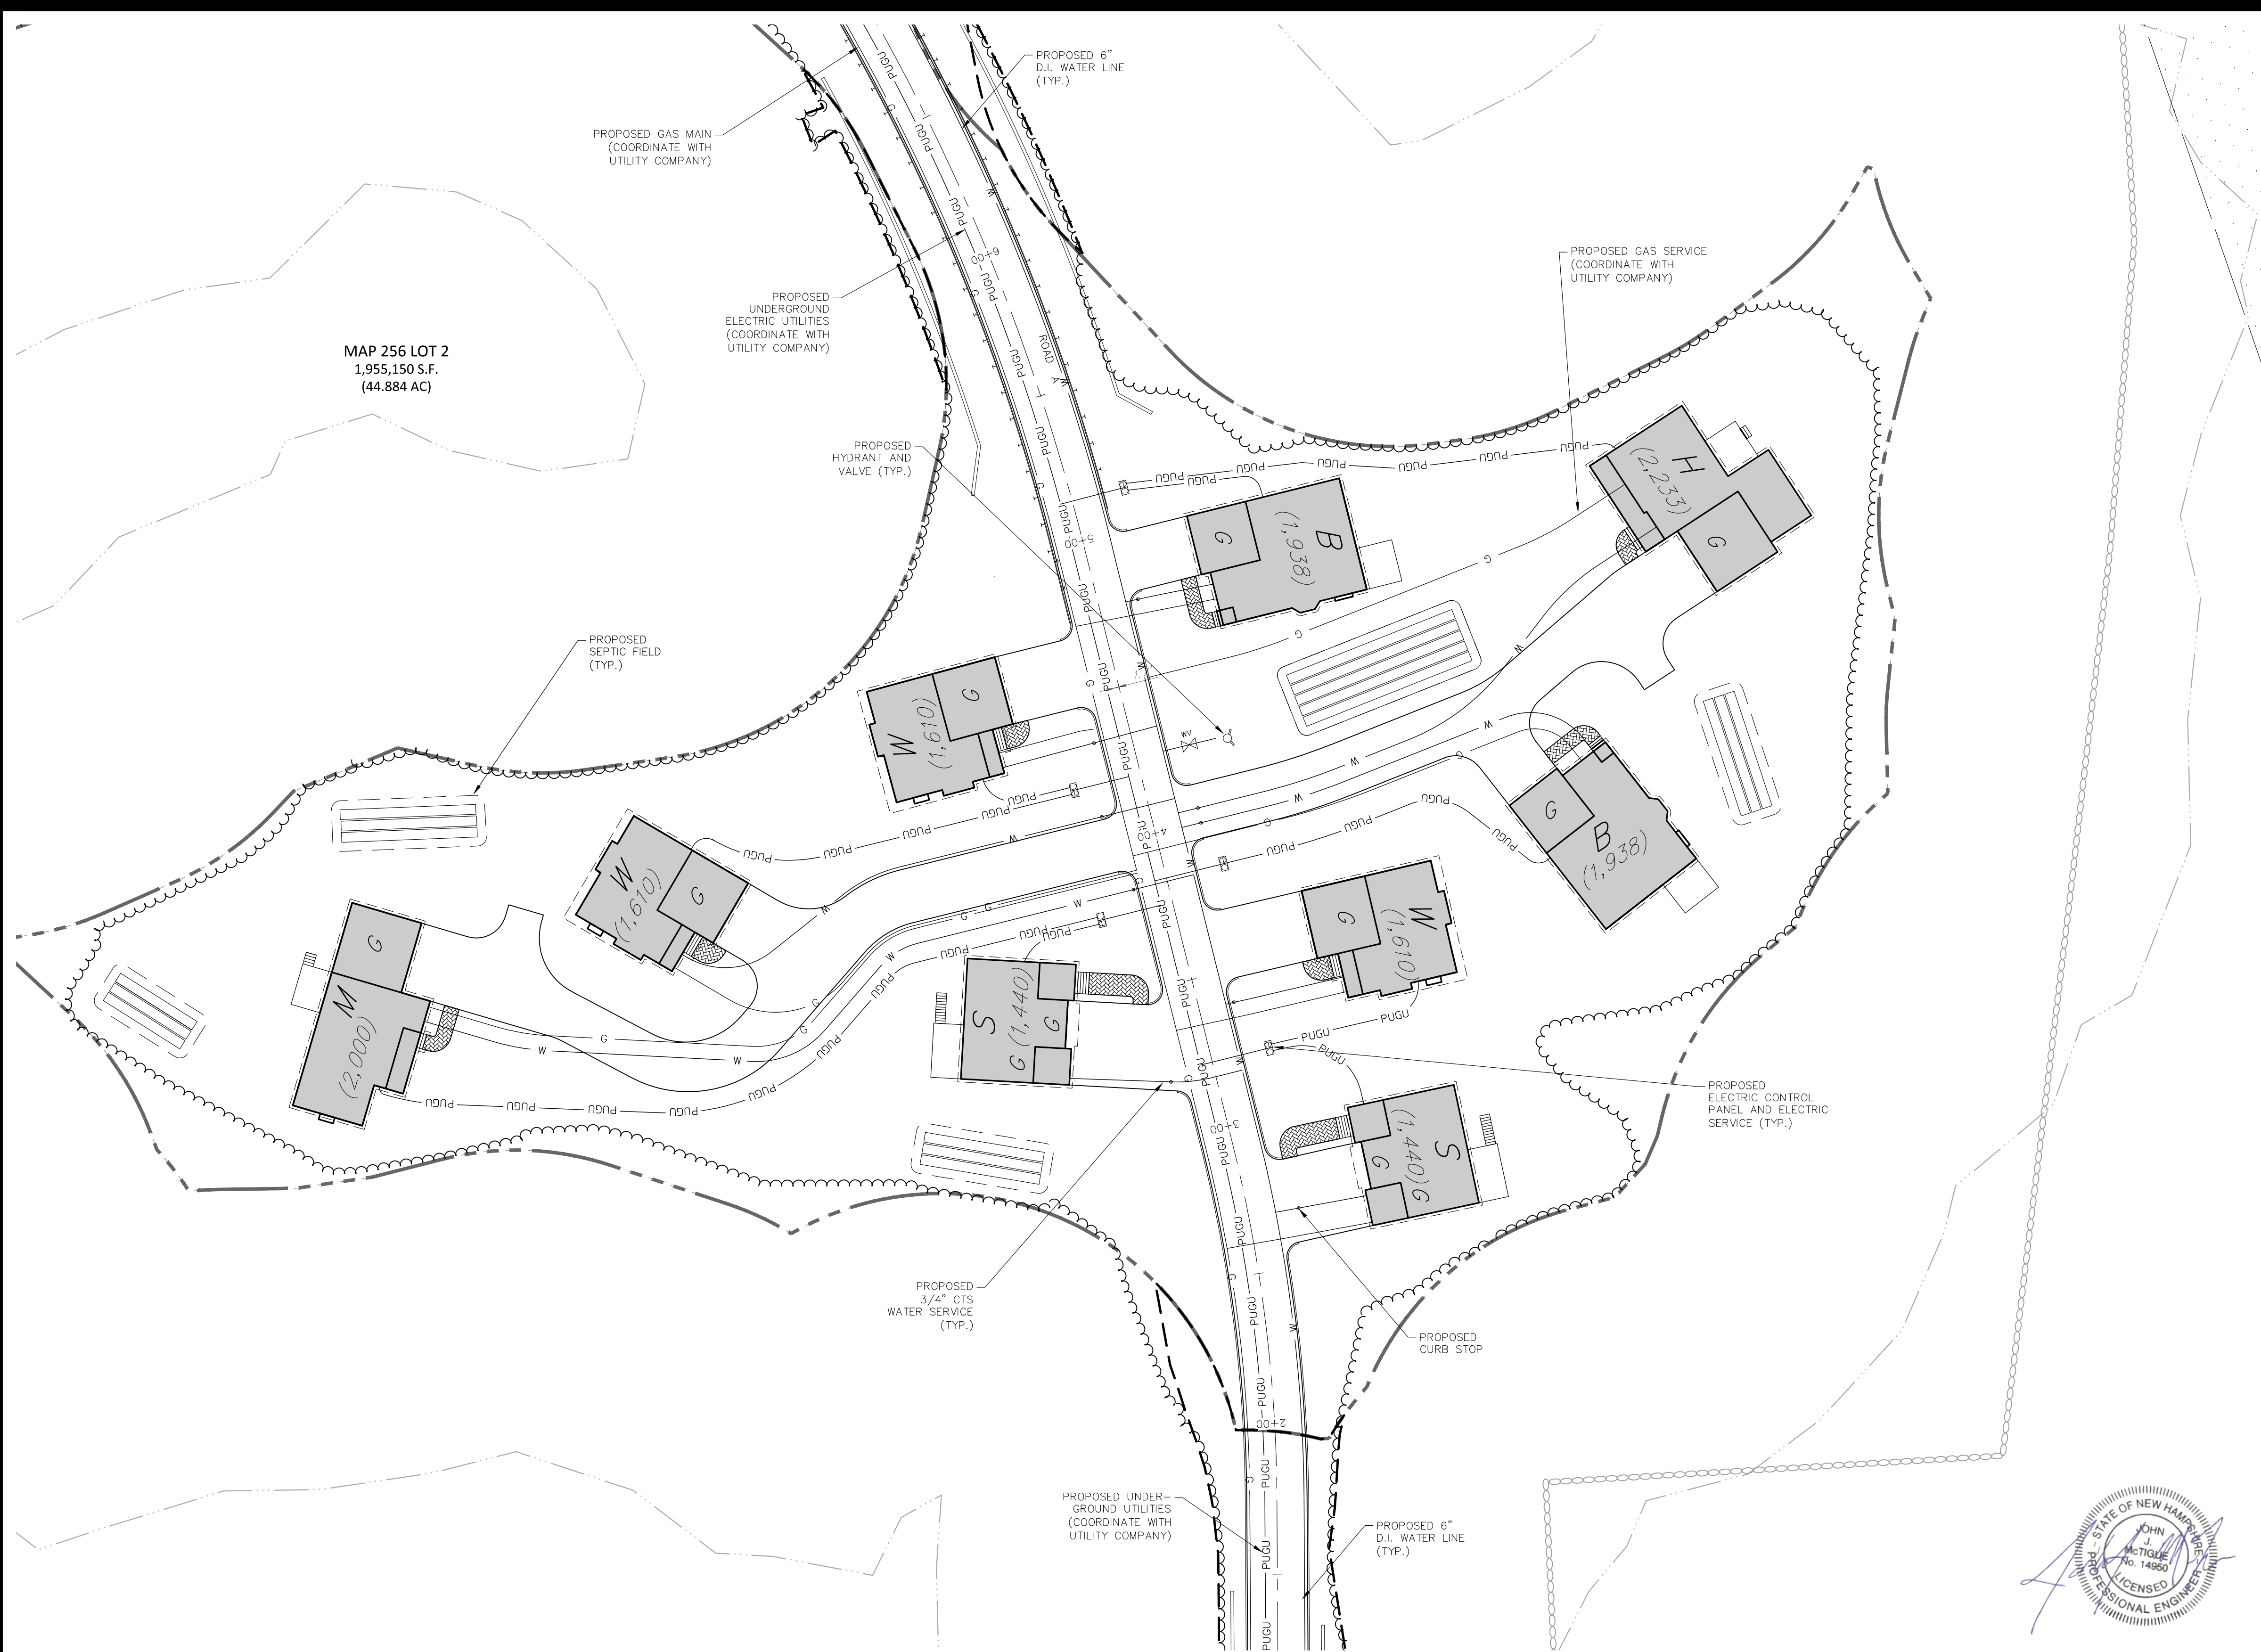 PROPOSED 6"
D.I. WATER LINE
(TYP.)
PROPOSED GAS MAIN
(COORDINATE WITH
UTILITY COMPANY)
PROPOSED
UNDERGROUND
ELECTRIC UTILITIES
(COORDINATE WITH
UTILITY COMPANY)
PROPOSED GAS SERVICE
(COORDINATE WITH
UTILITY COMPANY)
MAP 256 LOT 2
1,955,150 S.F.
(44.884 AC)
PROPOSED
HYDRANT AND
VALVE (TYP.)
PROPOSED
SEPTIC FIELD
(TYP.)
ROAD A
6+00
5+00
4+00
3+00
2+00
H
(2,233)
G
B
(1,938)
G
W
(1,610)
G
WV
W
(1,610)
G
B
(1,938)
G
W
(1,610)
G
M
(2,000)
G
S
(1,440)
G
G
S
(1,440)
G
G
PUGU
PUGU
PUGU
PUGU
G
G
W
W
PROPOSED
ELECTRIC CONTROL
PANEL AND ELECTRIC
SERVICE (TYP.)
PROPOSED
3/4" CTS
WATER SERVICE
(TYP.)
PROPOSED
CURB STOP
PROPOSED UNDER-
GROUND UTILITIES
(COORDINATE WITH
UTILITY COMPANY)
PROPOSED 6"
D.I. WATER LINE
(TYP.)
STATE OF NEW HAMPSHIRE
JOHN
J.
McTIGUE
No. 14950
LICENSED
PROFESSIONAL ENGINEER